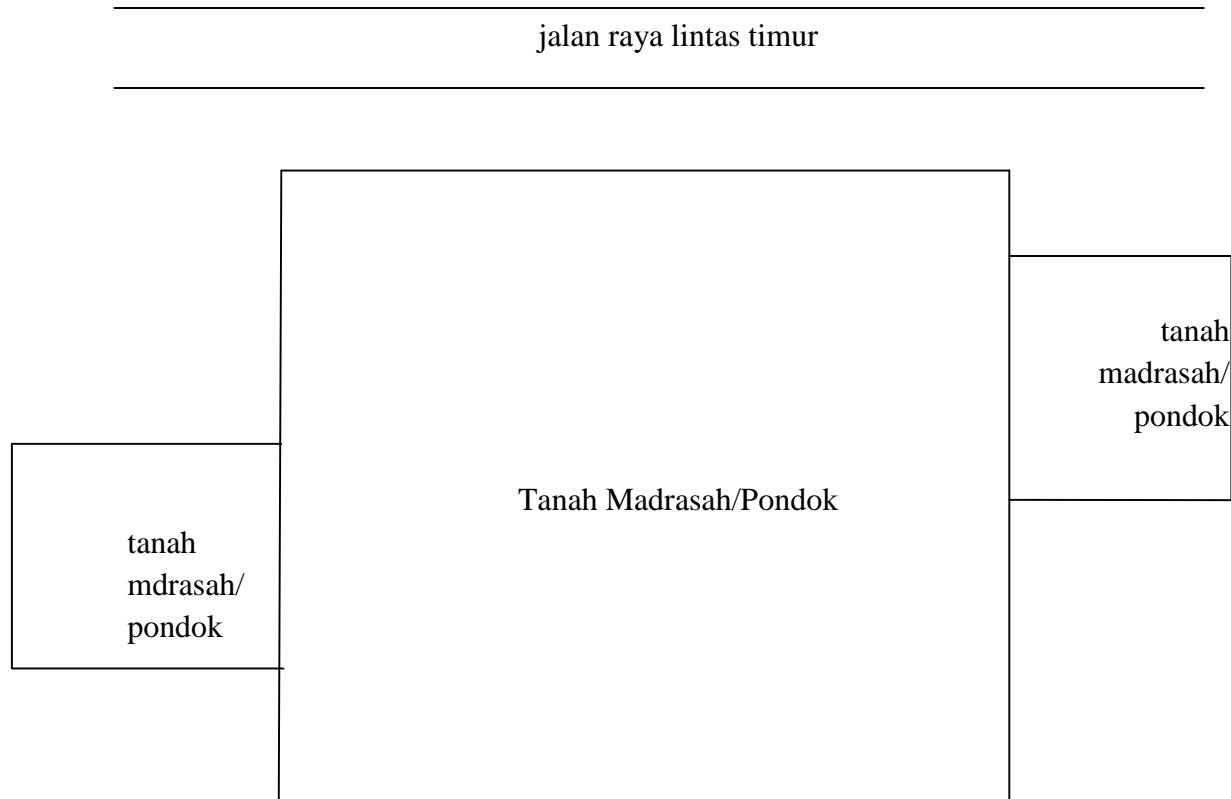 jalan raya lintas timur
tanah
madrasah/
pondok
Tanah Madrasah/Pondok
tanah
mdrasah/
pondok